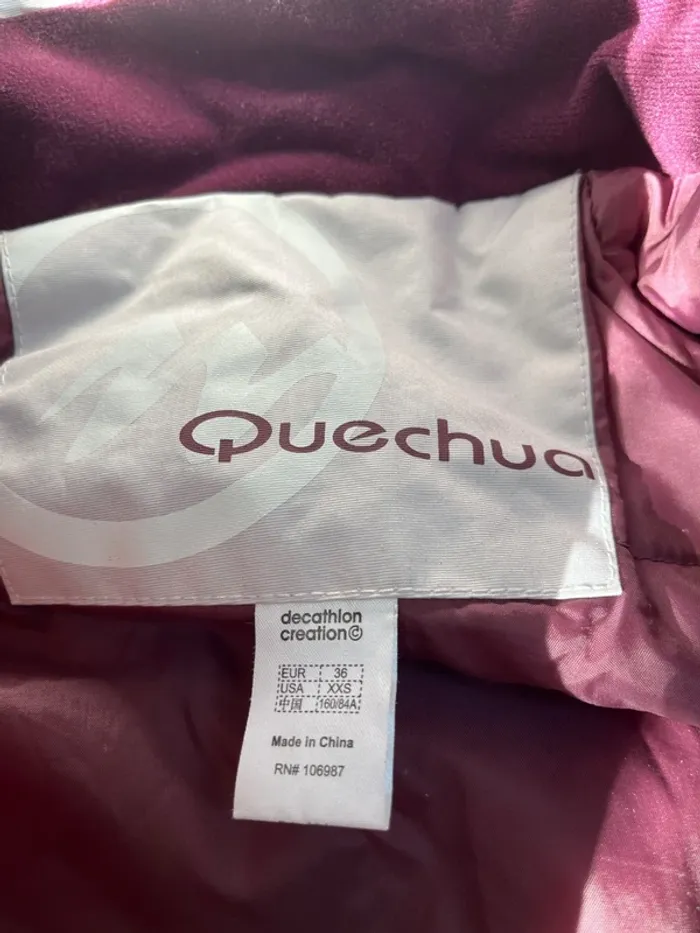 Quechua
decathlon
creation©
EUR 36
USA XXS
中国 160/84A
Made in China
RN# 106987